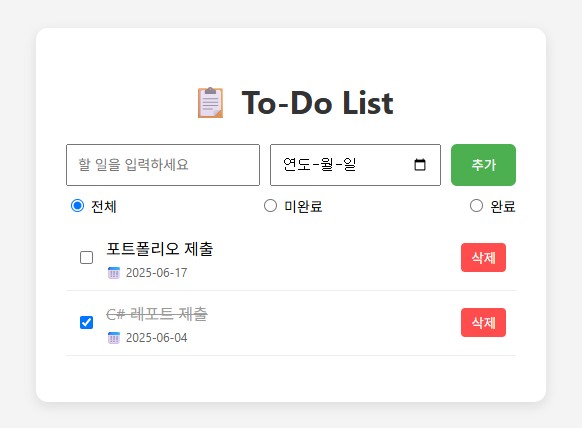 To-Do List
할 일을 입력하세요
연도-월-일
추가
전체
미완료
완료
포트폴리오 제출
2025-06-17
삭제
C# 레포트 제출
2025-06-04
삭제